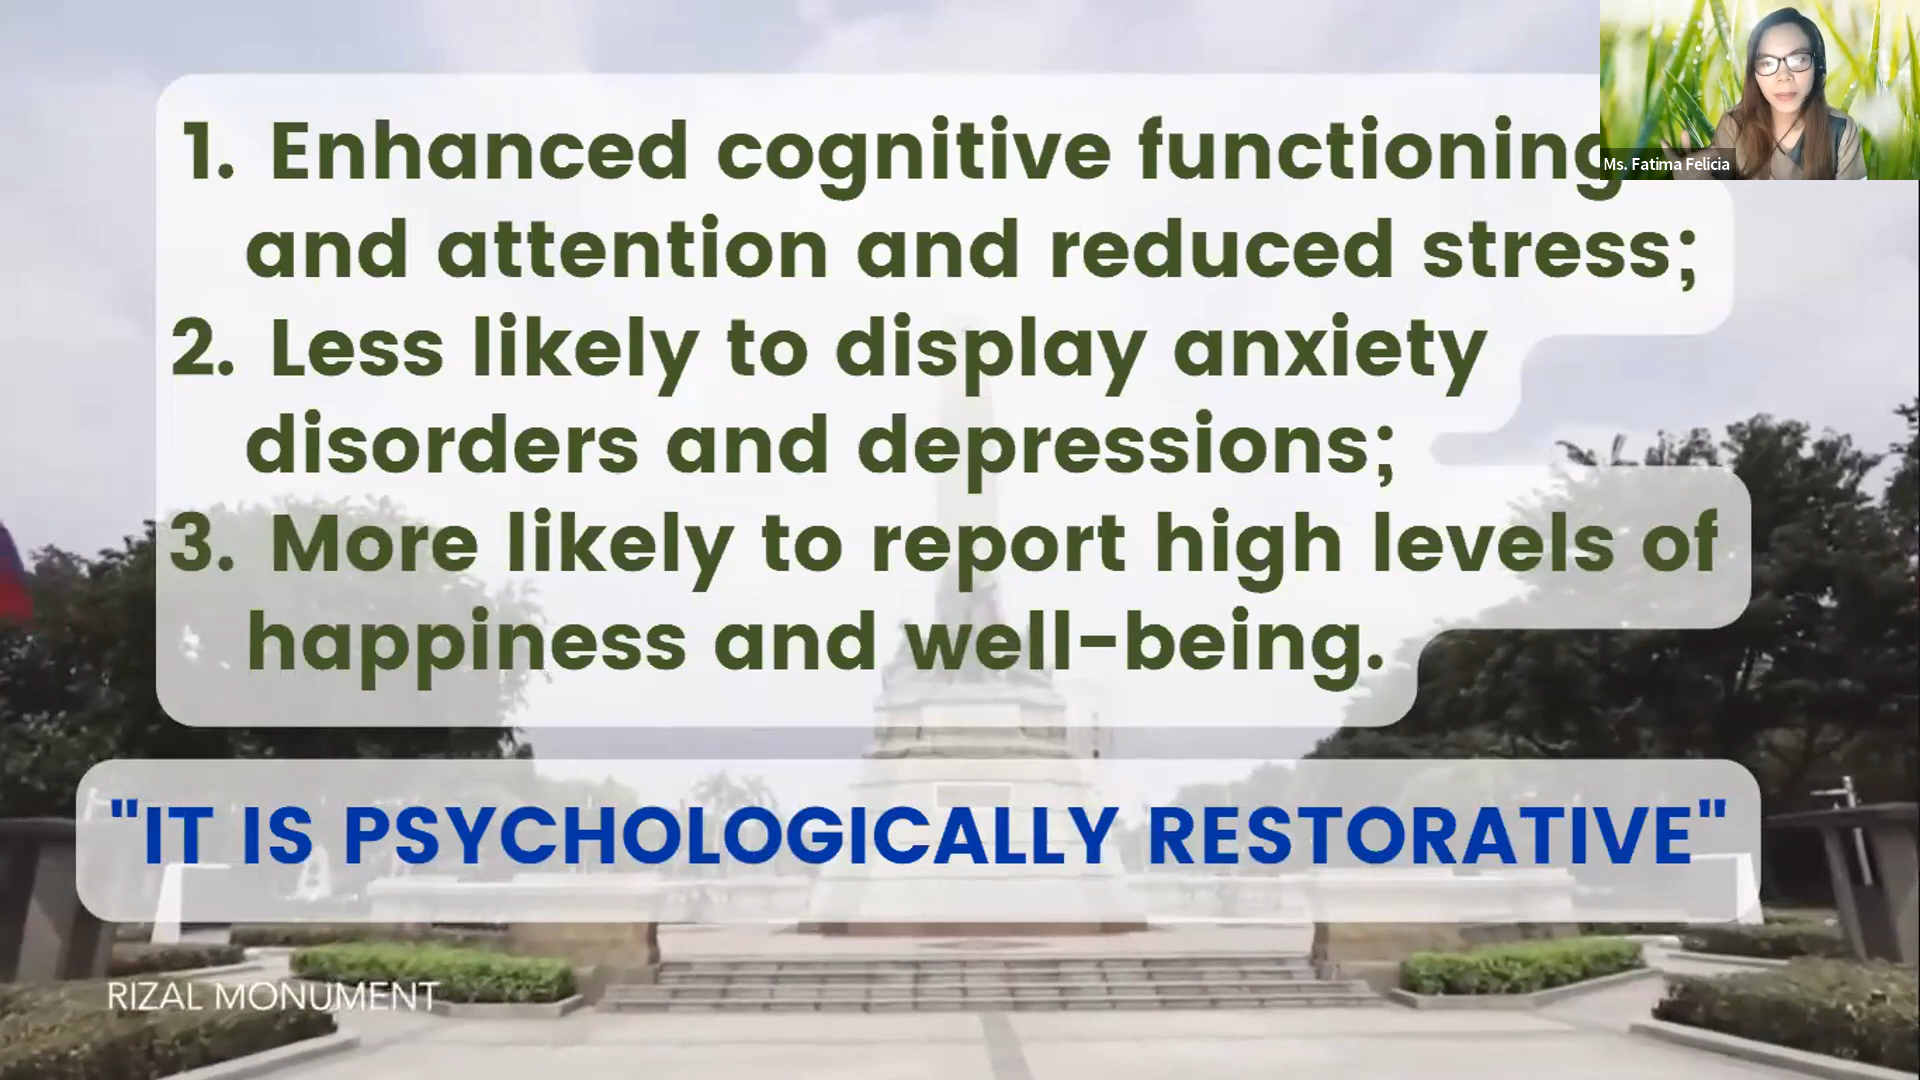 1. Enhanced cognitive functioning
and attention and reduced stress;
2. Less likely to display anxiety
disorders and depressions;
3. More likely to report high levels of
happiness and well-being.
"IT IS PSYCHOLOGICALLY RESTORATIVE"
RIZAL MONUMENT
Ms. Fatima Felicia